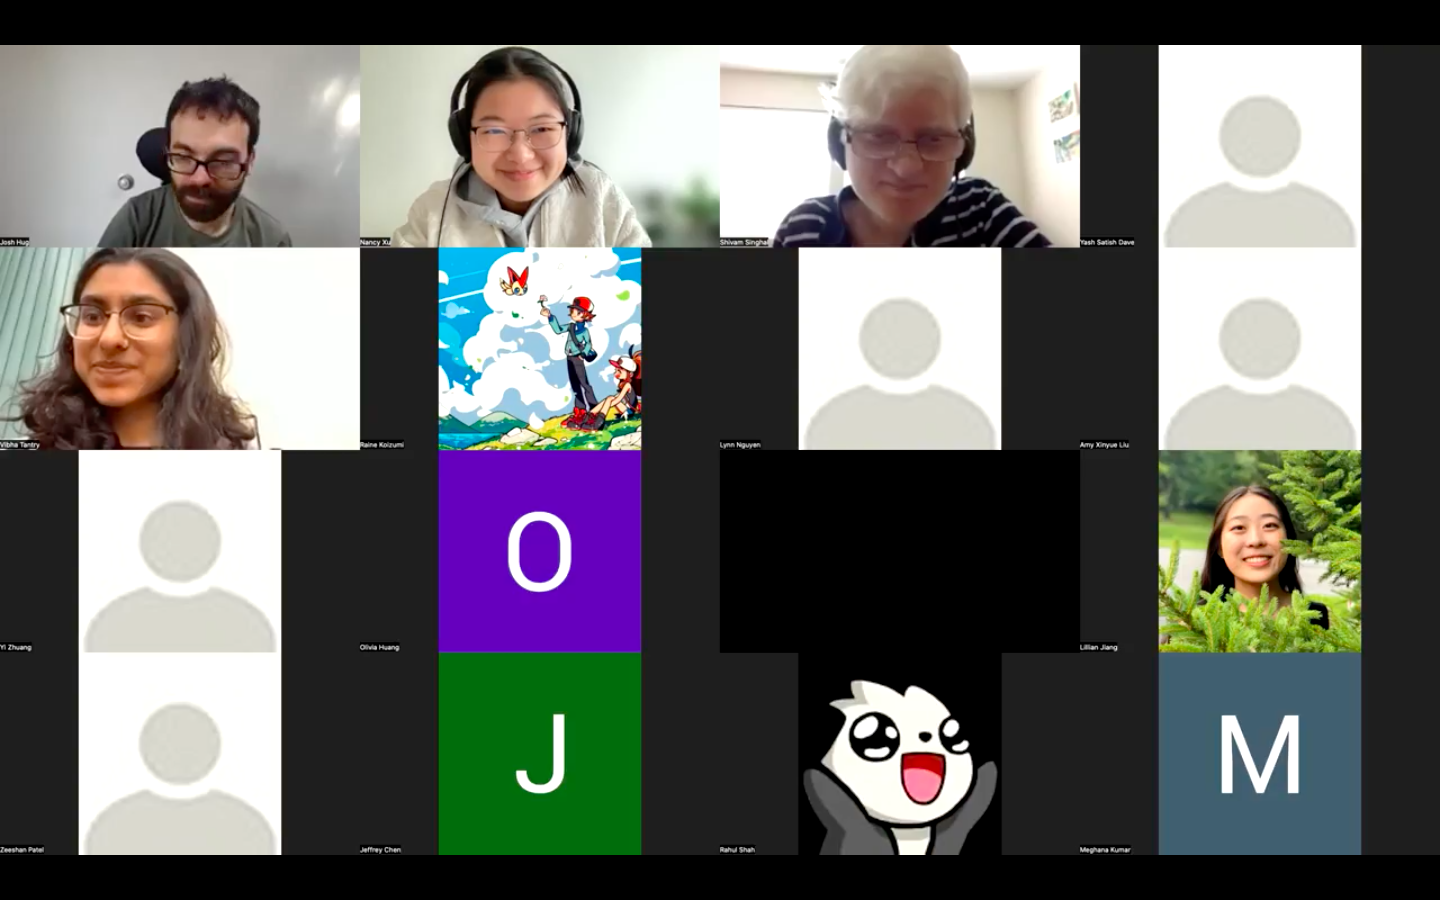 Josh Hug
Nancy Xu
Shivam Singhal
Yash Satish Dave
Vibha Tantry
Raine Koizumi
Lynn Nguyen
Amy Xinyue Liu
Yi Zhuang
O
Olivia Huang
Lillian Jiang
J
M
Zeeshan Patel
Jeffrey Chen
Rahul Shah
Meghana Kumar